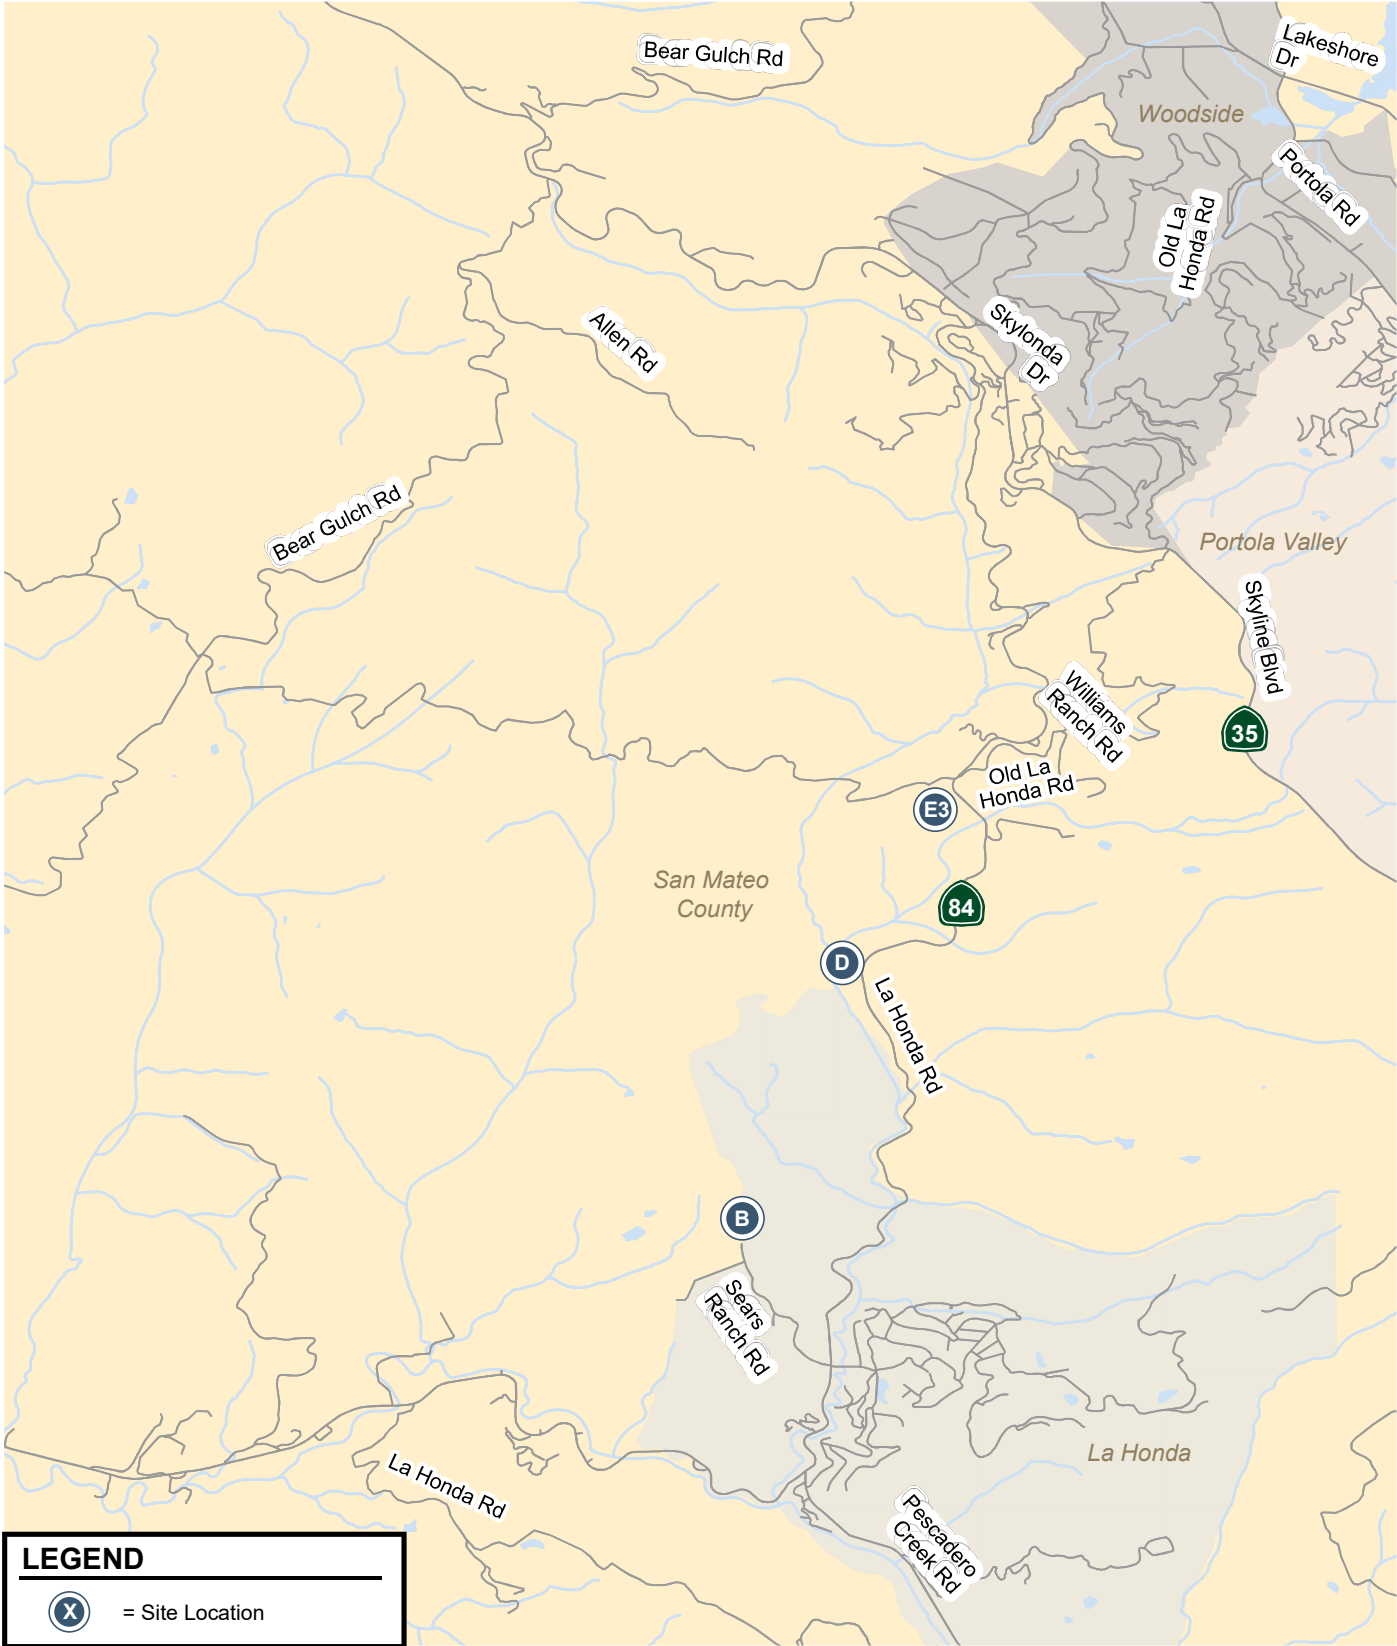 Bear Gulch Rd
Lakeshore
Dr
Woodside
Portola Rd
Old La
Honda Rd
Skylonda
Dr
Allen Rd
Bear Gulch Rd
Portola Valley
Skyline Blvd
Williams
Ranch Rd
35
Old La
Honda Rd
E3
San Mateo
County
84
D
La Honda Rd
B
Sears
Ranch Rd
La Honda
La Honda Rd
Pescadero
Creek Rd
LEGEND
X = Site Location